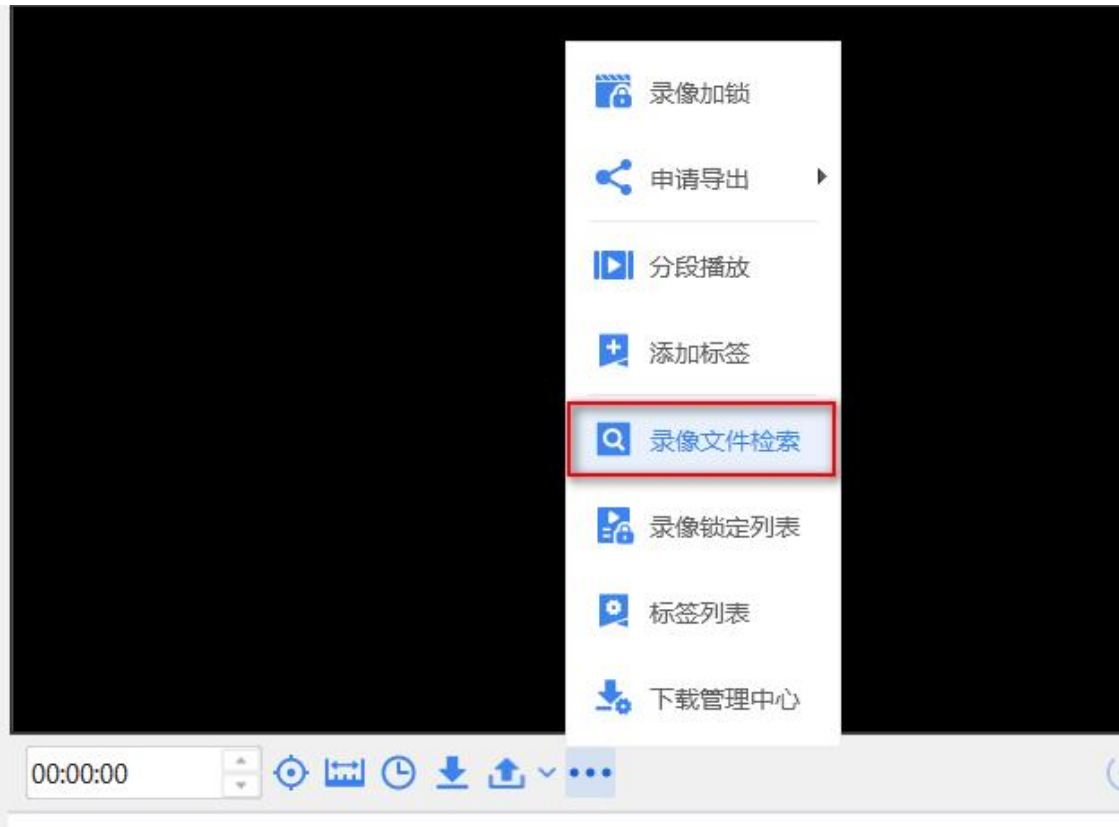 录像加锁
申请导出
分段播放
添加标签
录像文件检索
录像锁定列表
标签列表
下载管理中心
00:00:00